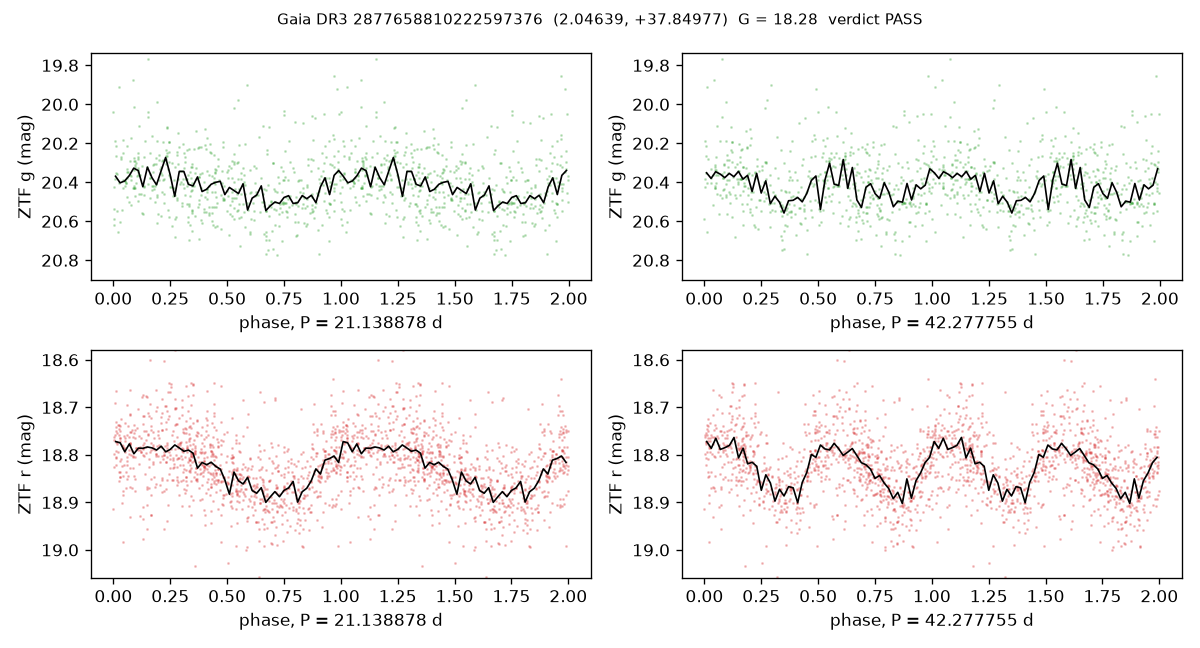 Gaia DR3 2877658810222597376  (2.04639, +37.84977)  G = 18.28  verdict PASS
ZTF g (mag)
19.8
20.0
20.2
20.4
20.6
20.8
0.00 0.25 0.50 0.75 1.00 1.25 1.50 1.75 2.00
phase, P = 21.138878 d
19.8
20.0
20.2
20.4
20.6
20.8
ZTF g (mag)
0.00 0.25 0.50 0.75 1.00 1.25 1.50 1.75 2.00
phase, P = 42.277755 d
ZTF r (mag)
18.6
18.7
18.8
18.9
19.0
0.00 0.25 0.50 0.75 1.00 1.25 1.50 1.75 2.00
phase, P = 21.138878 d
ZTF r (mag)
18.6
18.7
18.8
18.9
19.0
0.00 0.25 0.50 0.75 1.00 1.25 1.50 1.75 2.00
phase, P = 42.277755 d